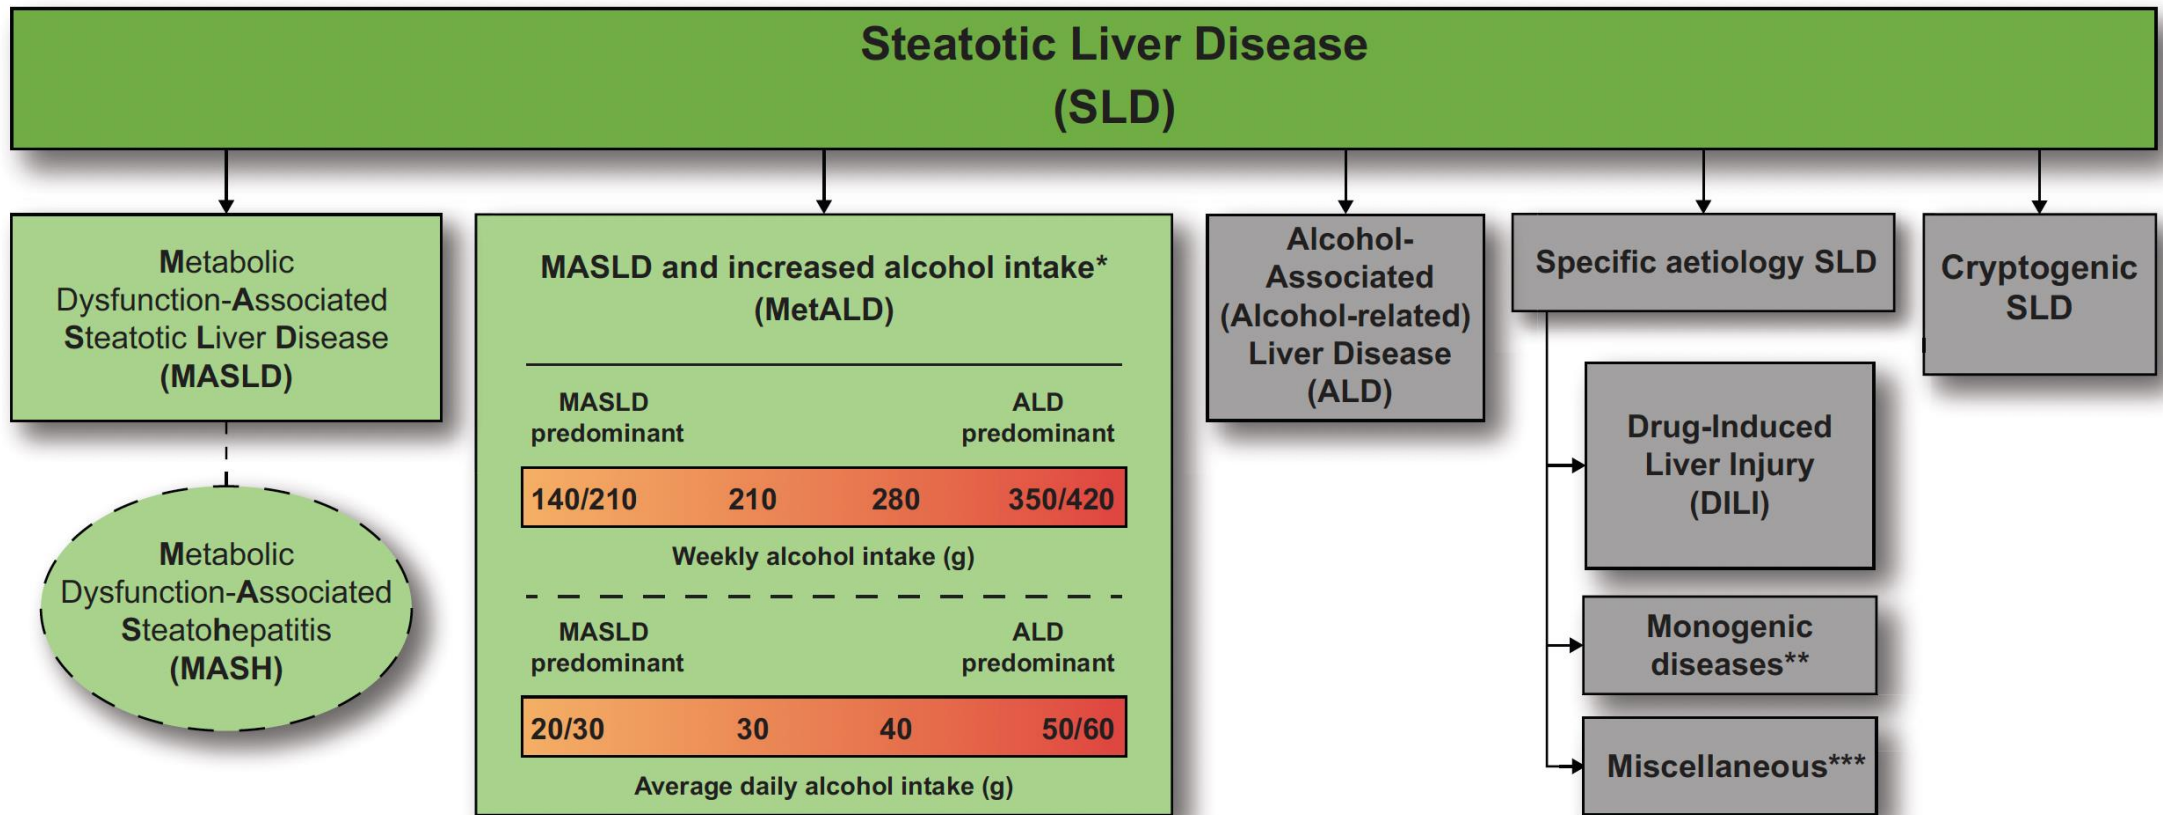 Steatotic Liver Disease
(SLD)
Metabolic
Dysfunction-Associated
Steatotic Liver Disease
(MASLD)
Metabolic
Dysfunction-Associated
Steatohepatitis
(MASH)
MASLD and increased alcohol intake*
(MetALD)
MASLD predominant
ALD predominant
140/210 210 280 350/420
Weekly alcohol intake (g)
MASLD predominant
ALD predominant
20/30 30 40 50/60
Average daily alcohol intake (g)
Alcohol-
Associated
(Alcohol-related)
Liver Disease
(ALD)
Specific aetiology SLD
Drug-Induced
Liver Injury
(DILI)
Monogenic
diseases**
Miscellaneous***
Cryptogenic
SLD